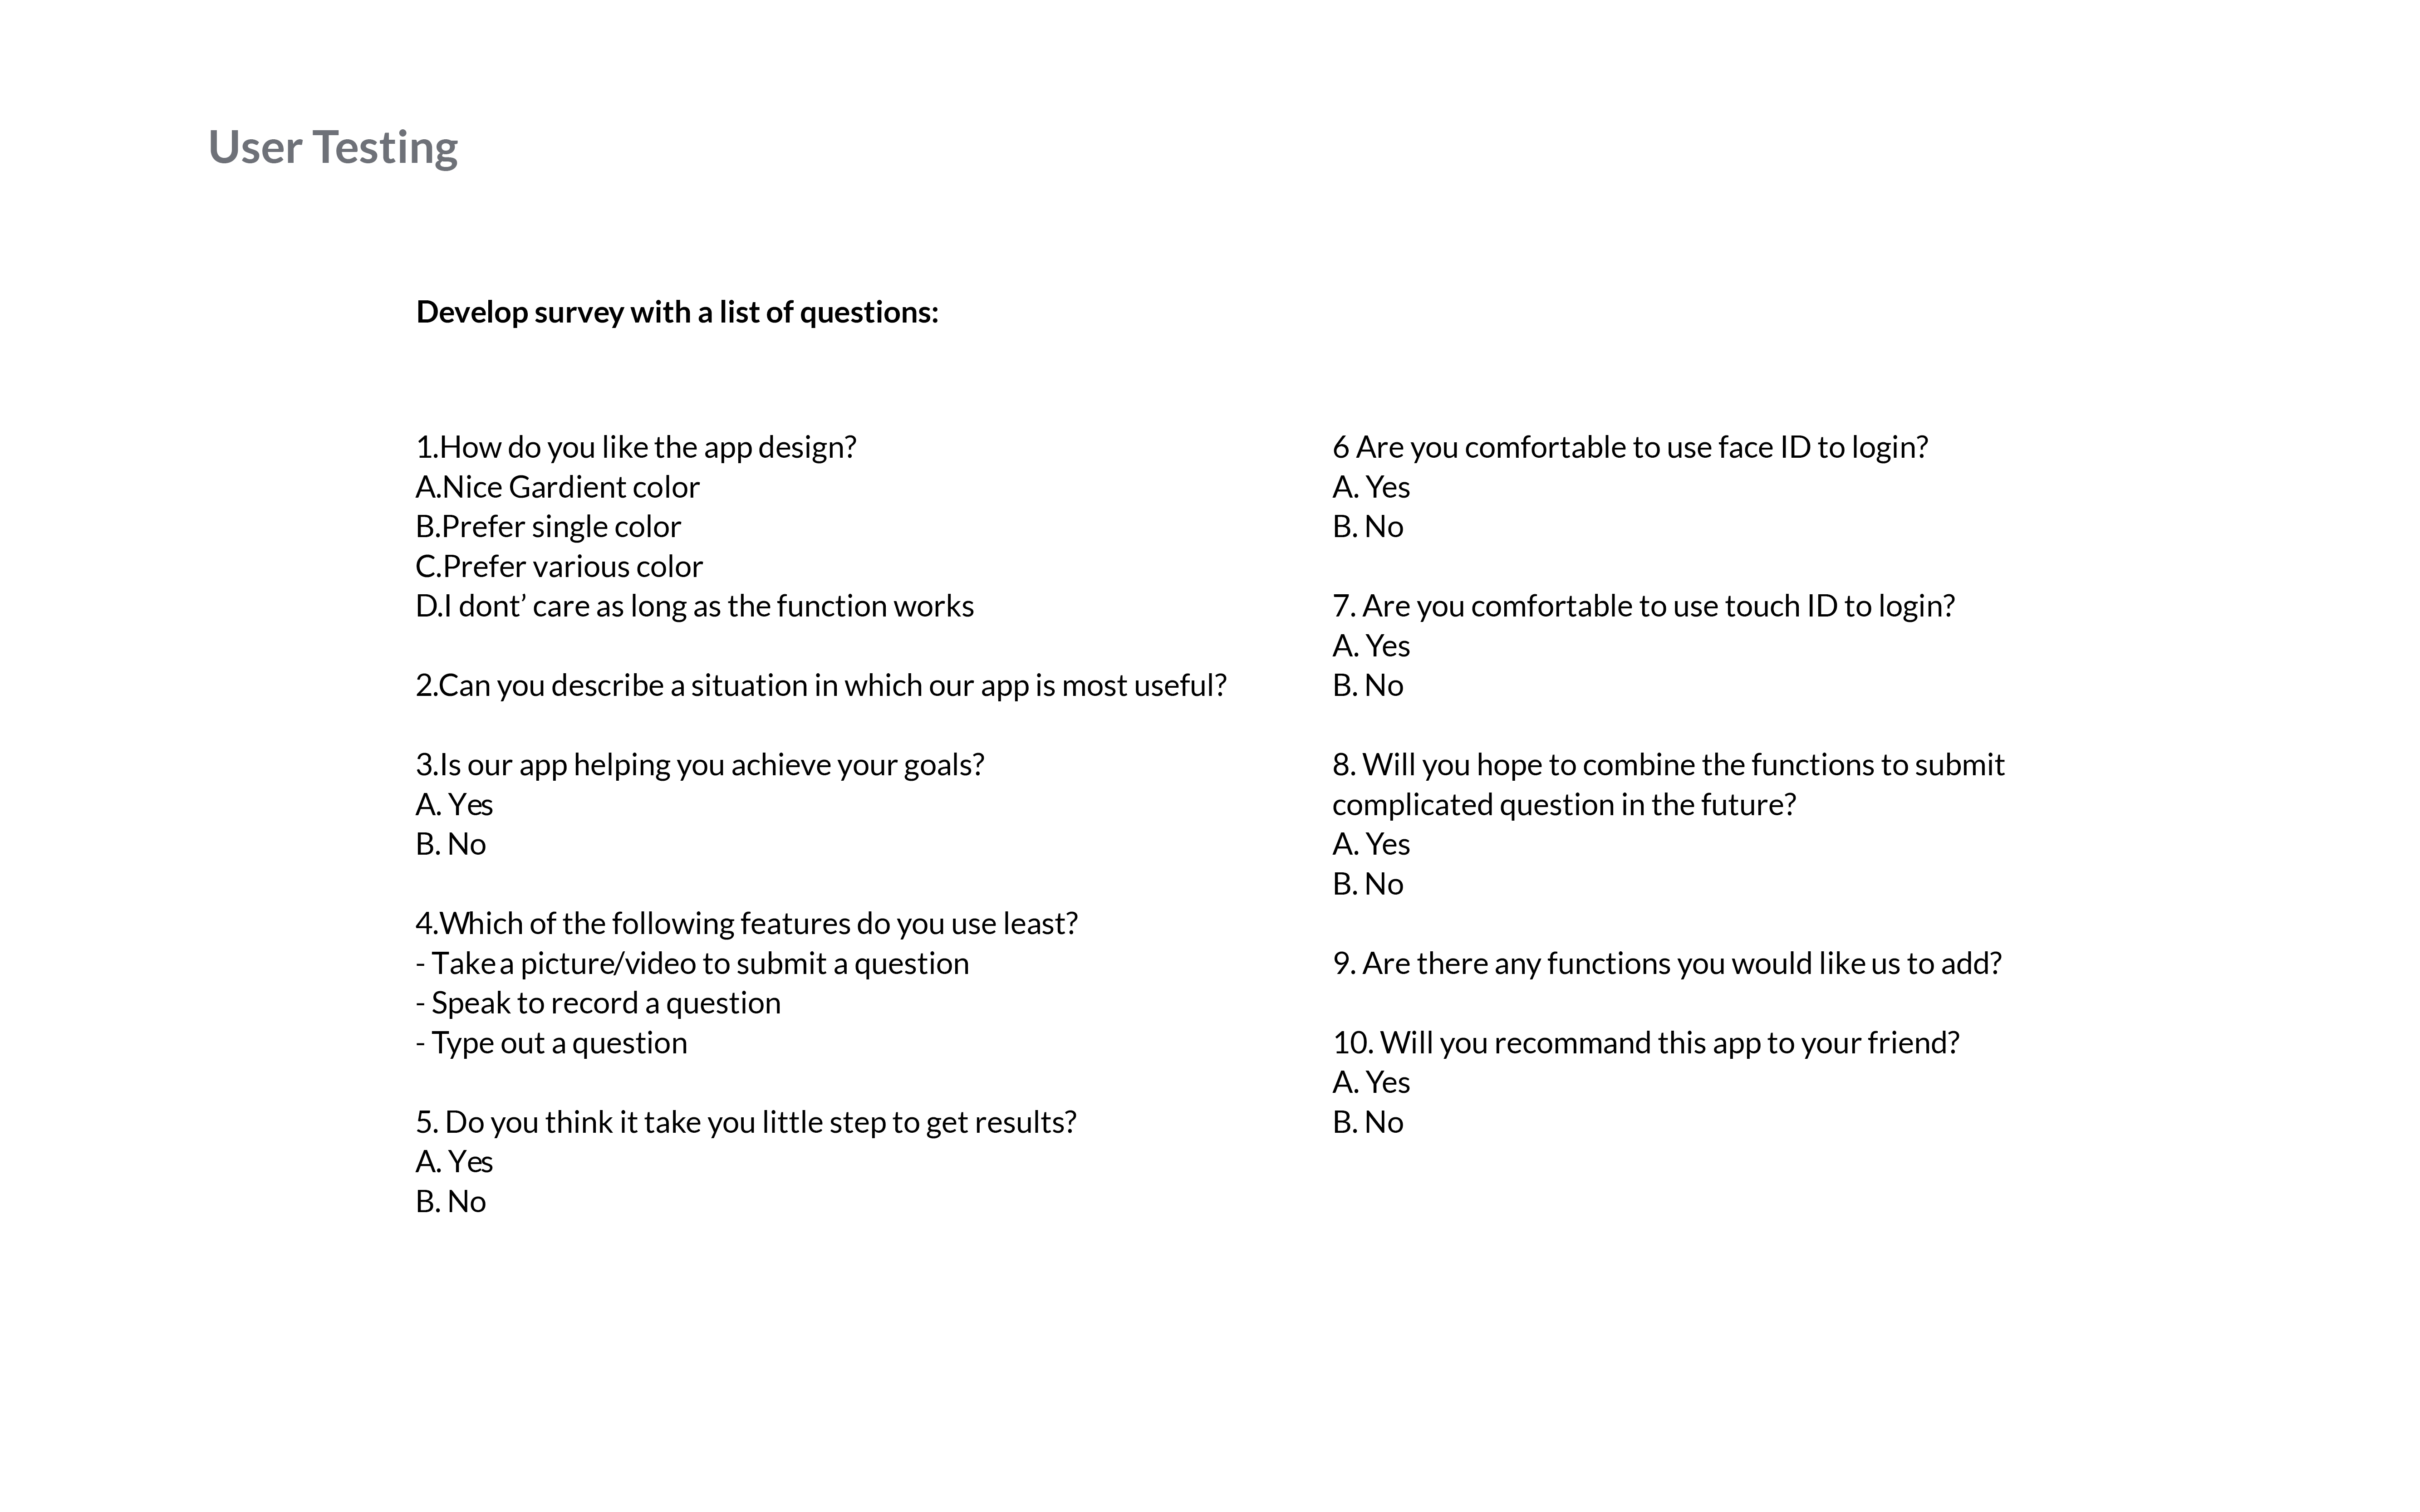 User Testing
Develop survey with a list of questions:
1.How do you like the app design?
A.Nice Gardient color
B.Prefer single color
C.Prefer various color
D.I dont’ care as long as the function works
2.Can you describe a situation in which our app is most useful?
3.Is our app helping you achieve your goals?
A. Yes
B. No
4.Which of the following features do you use least?
- Take a picture/video to submit a question
- Speak to record a question
- Type out a question
5. Do you think it take you little step to get results?
A. Yes
B. No
6 Are you comfortable to use face ID to login?
A. Yes
B. No
7. Are you comfortable to use touch ID to login?
A. Yes
B. No
8. Will you hope to combine the functions to submit
complicated question in the future?
A. Yes
B. No
9. Are there any functions you would like us to add?
10. Will you recommand this app to your friend?
A. Yes
B. No